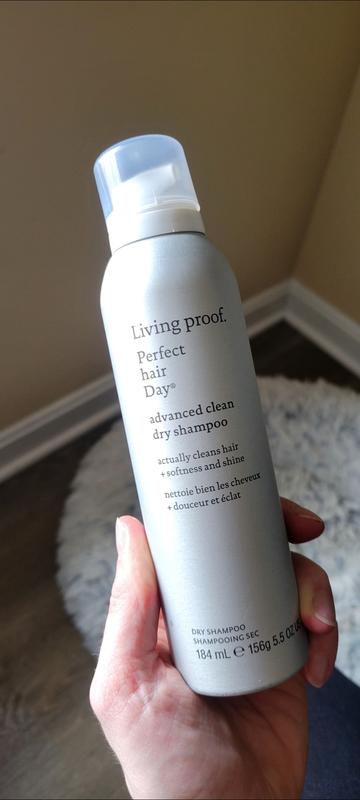 Living proof.
Perfect
hair
Day®
advanced clean
dry shampoo
actually cleans hair
+ softness and shine
nettoie bien les cheveux
+ douceur et éclat
DRY SHAMPOO
SHAMPOOING SEC
184 mL ℮ 156g 5.5 OZ